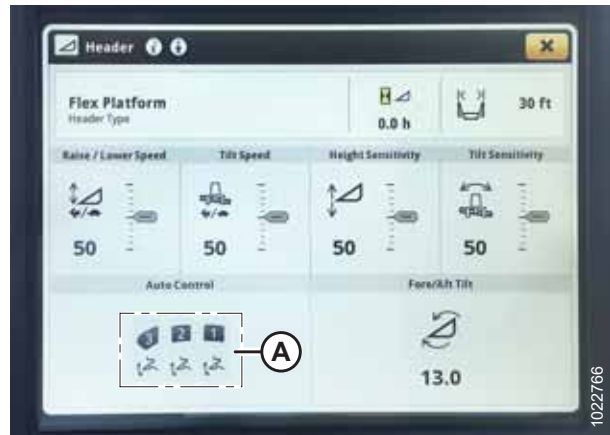 Header
Flex Platform
Header Type
0.0 h
30 ft
Raise / Lower Speed
Tilt Speed
Height Sensitivity
Tilt Sensitivity
50
50
50
50
Auto Control
Fore/Aft Tilt
3 2 1
A
13.0
1022766